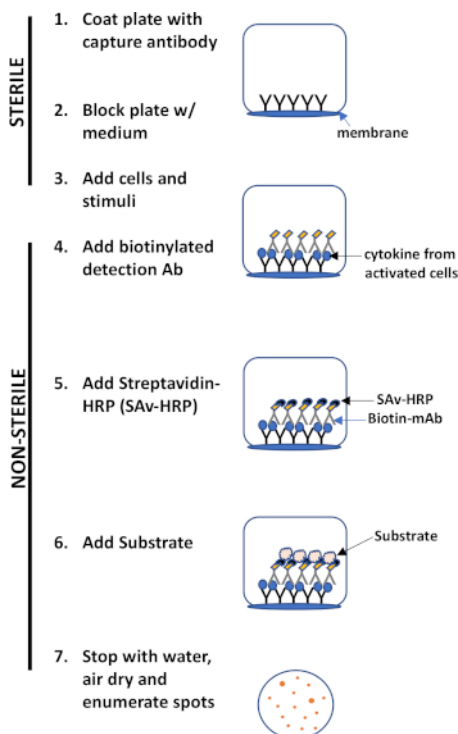 STERILE
1. Coat plate with
capture antibody
2. Block plate w/
medium
membrane
3. Add cells and
stimuli
NON-STERILE
4. Add biotinylated
detection Ab
cytokine from
activated cells
5. Add Streptavidin-
HRP (SAv-HRP)
SAv-HRP
Biotin-mAb
6. Add Substrate
Substrate
7. Stop with water,
air dry and
enumerate spots